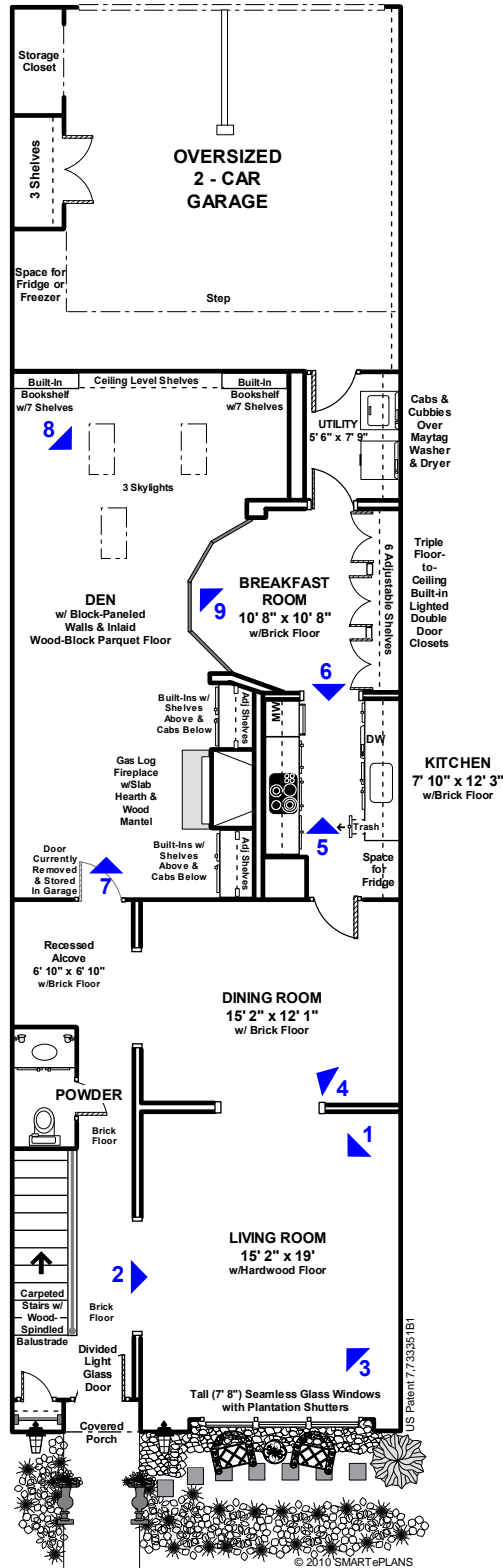 Storage
Closet
3 Shelves
OVERSIZED
2 - CAR
GARAGE
Space for
Fridge or
Freezer
Step
Built-In
Bookshelf
w/7 Shelves
Ceiling Level Shelves
Built-In
Bookshelf
w/7 Shelves
8
3 Skylights
UTILITY
5' 6" x 7' 9"
Cabs &
Cubbies
Over
Maytag
Washer
& Dryer
DEN
w/ Block-Paneled
Walls & Inlaid
Wood-Block Parquet Floor
9
BREAKFAST
ROOM
10' 8" x 10' 8"
w/Brick Floor
6 Adjustable Shelves
Triple
Floor-
to-
Ceiling
Built-in
Lighted
Double
Door
Closets
6
Built-Ins w/
Shelves
Above &
Cabs Below
Adj Shelves
MW
DW
KITCHEN
7' 10" x 12' 3"
w/Brick Floor
Gas Log
Fireplace
w/Slab
Hearth &
Wood
Mantel
5
Trash
Built-Ins w/
Shelves
Above &
Cabs Below
Adj Shelves
Space
for
Fridge
Door
Currently
Removed
& Stored
In Garage
7
Recessed
Alcove
6' 10" x 6' 10"
w/Brick Floor
DINING ROOM
15' 2" x 12' 1"
w/ Brick Floor
4
POWDER
Brick
Floor
1
LIVING ROOM
15' 2" x 19'
w/Hardwood Floor
2
Carpeted
Stairs w/
Wood-
Spindled
Balustrade
Brick
Floor
Divided
Light
Glass
Door
3
Tall (7' 8") Seamless Glass Windows
with Plantation Shutters
Covered
Porch
US Patent 7,733351B1
© 2010 SMARTePLANS